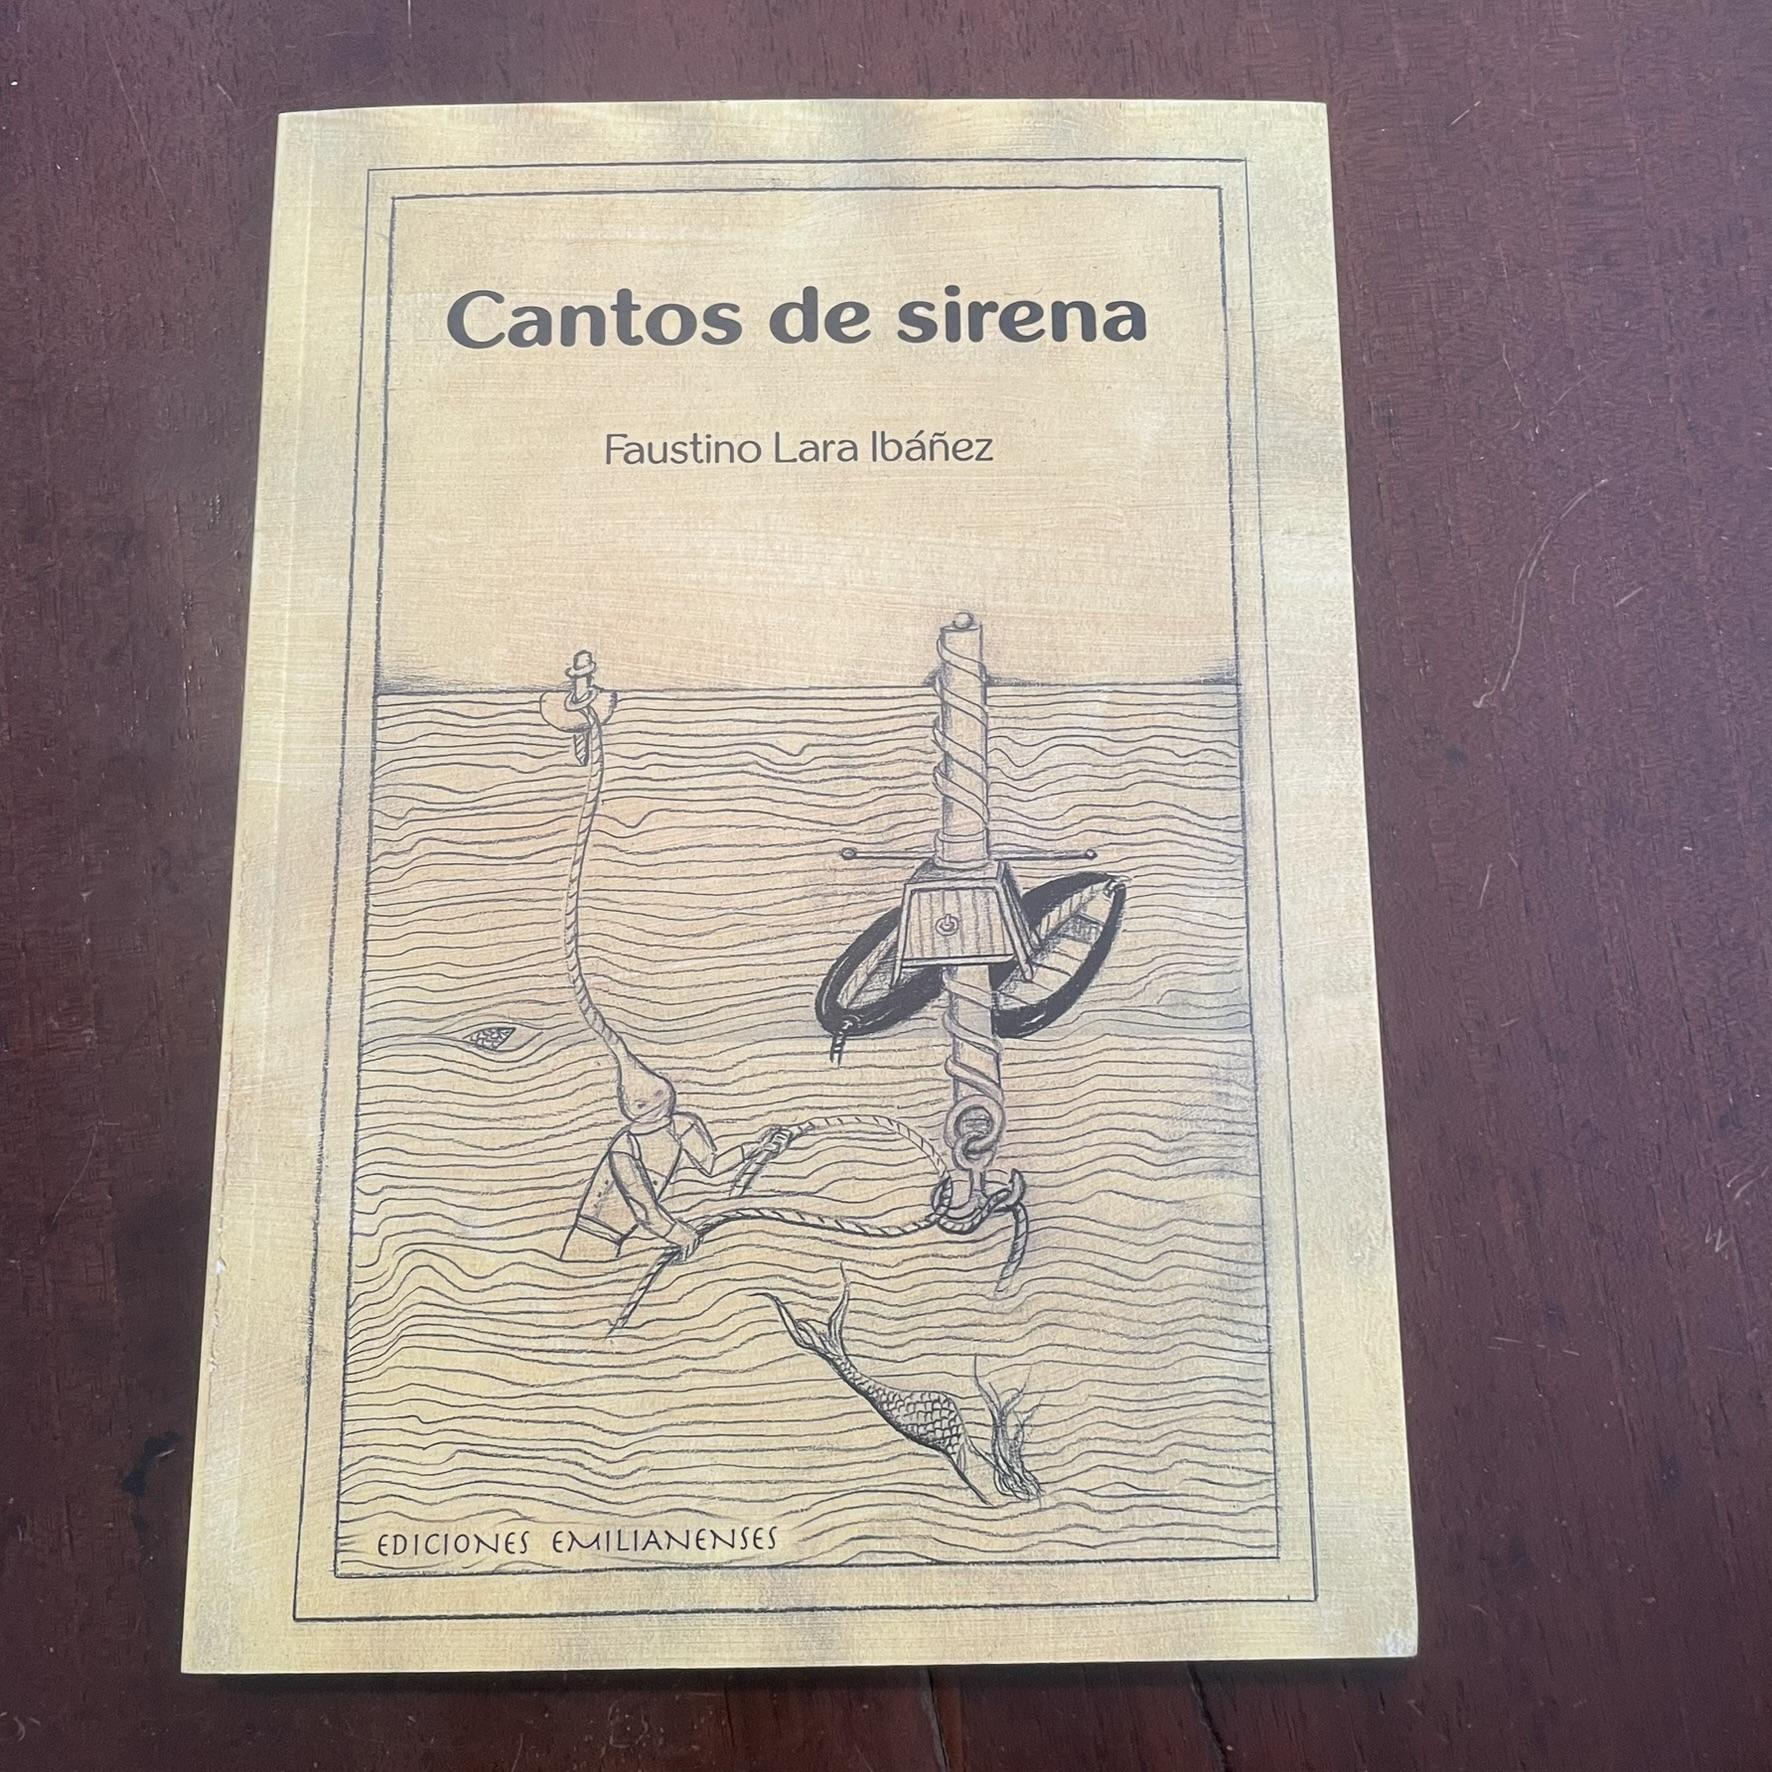 Cantos de sirena
Faustino Lara Ibáñez
EDICIONES EMILIANENSES